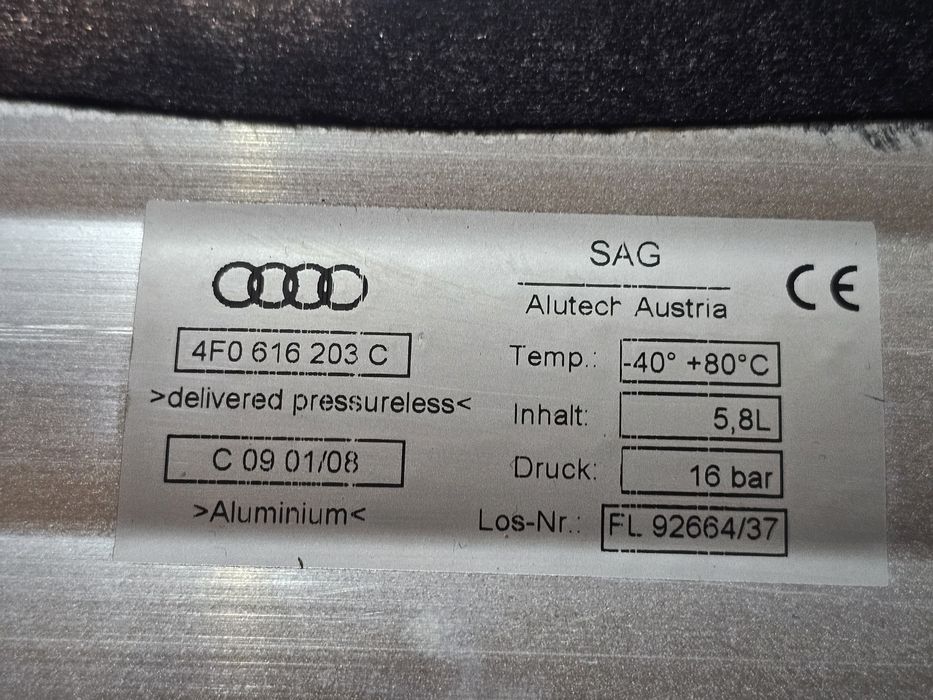 4F0 616 203 C
>delivered pressureless<
C 09 01/08
>Aluminium<
SAG
Alutech Austria
CE
Temp.: -40° +80°C
Inhalt: 5,8L
Druck: 16 bar
Los-Nr.: FL 92664/37